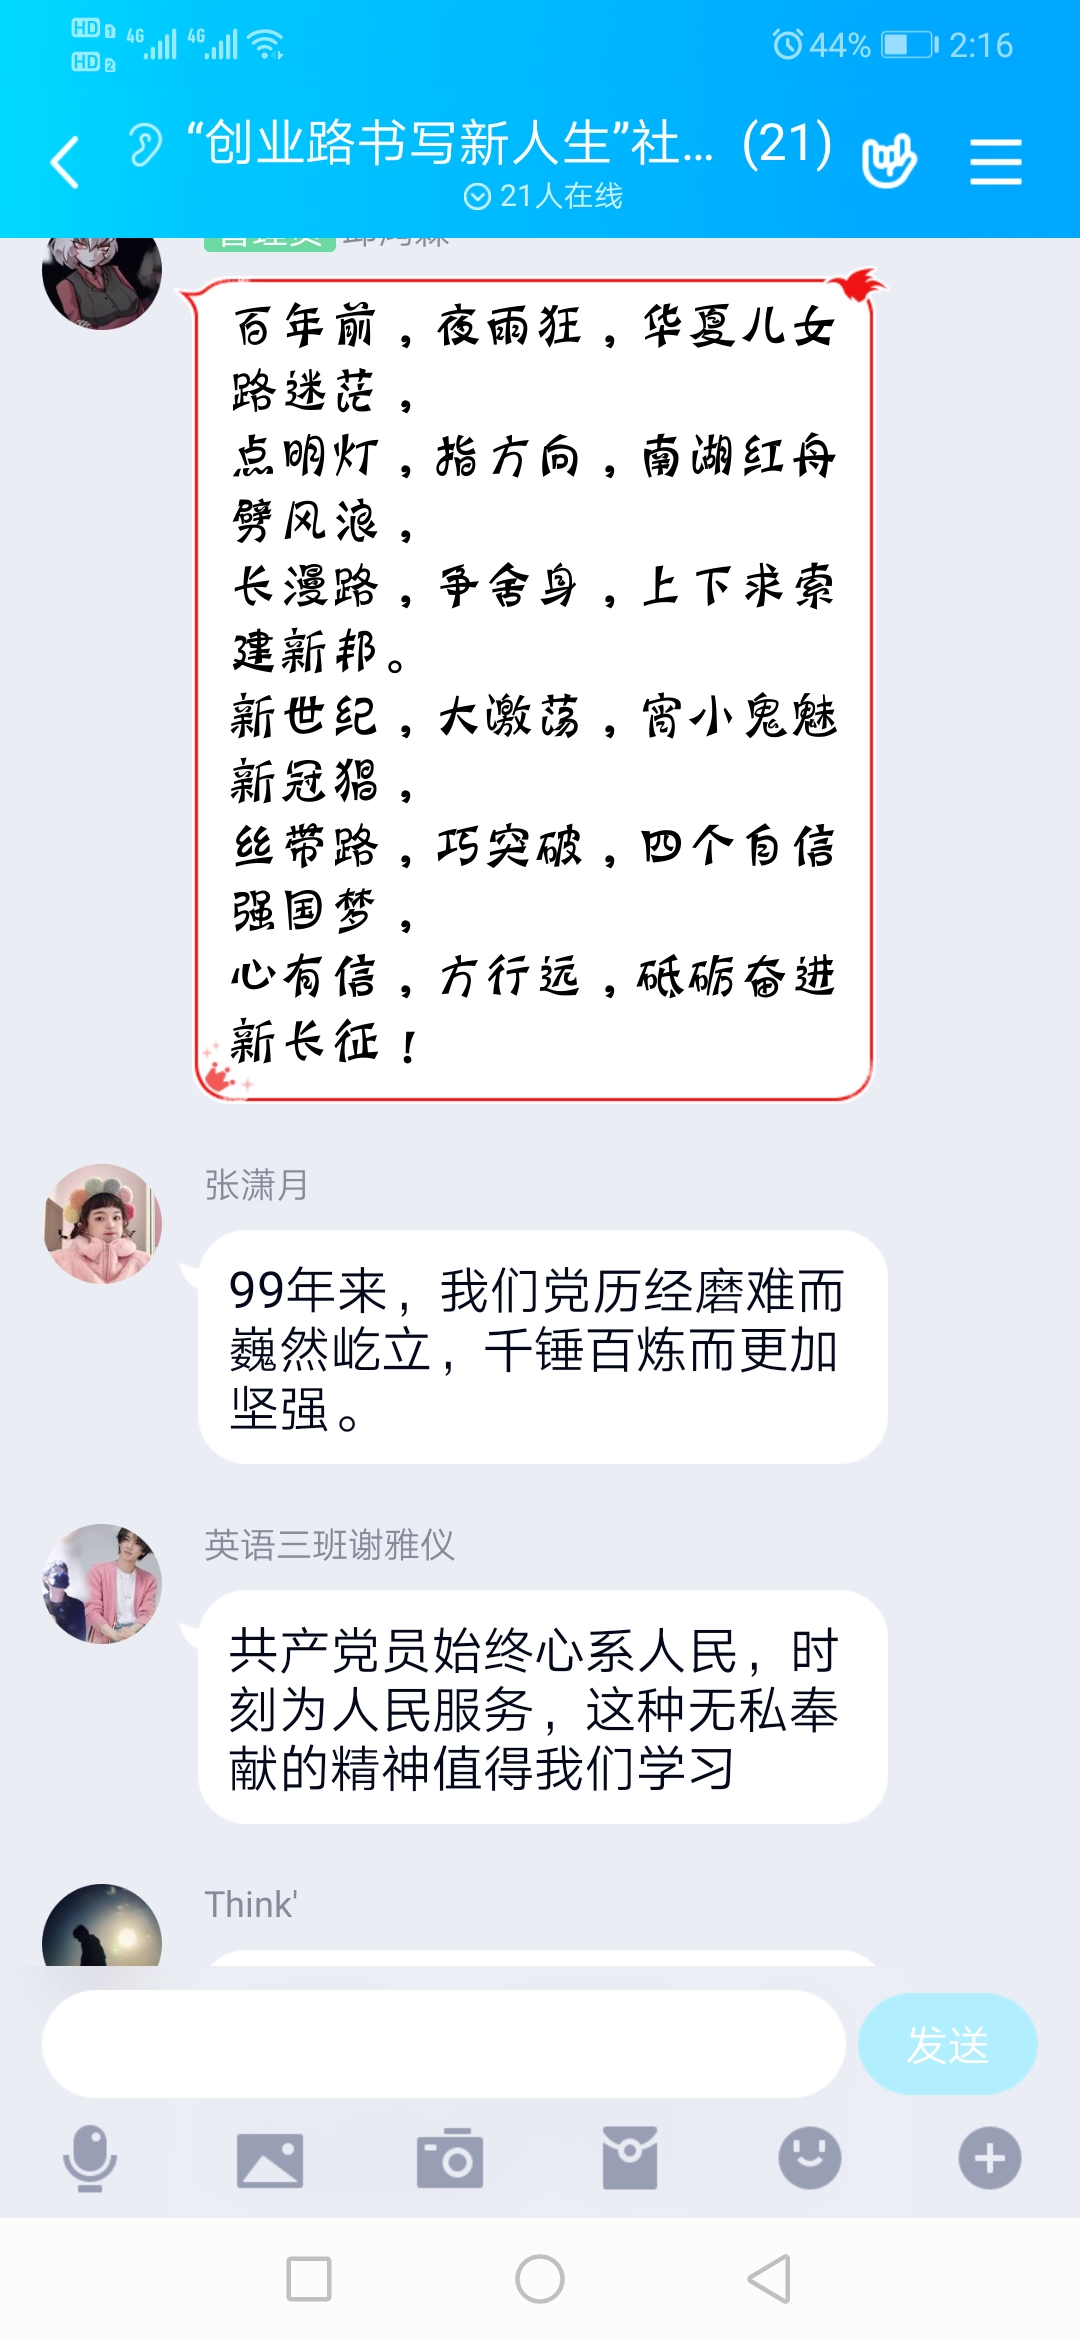 HD 1 4G 4G
HD 2
44% 2:16
“创业路书写新人生”社... (21)
21人在线
百年前，夜雨狂，华夏儿女
路迷茫，
点明灯，指方向，南湖红舟
劈风浪，
长漫路，争舍身，上下求索
建新邦。
新世纪，大激荡，宵小鬼魅
新冠猖，
丝带路，巧突破，四个自信
强国梦，
心有信，方行远，砥砺奋进
新长征！
张潇月
99年来，我们党历经磨难而
巍然屹立，千锤百炼而更加
坚强。
英语三班谢雅仪
共产党员始终心系人民，时
刻为人民服务，这种无私奉
献的精神值得我们学习
Think'
发送